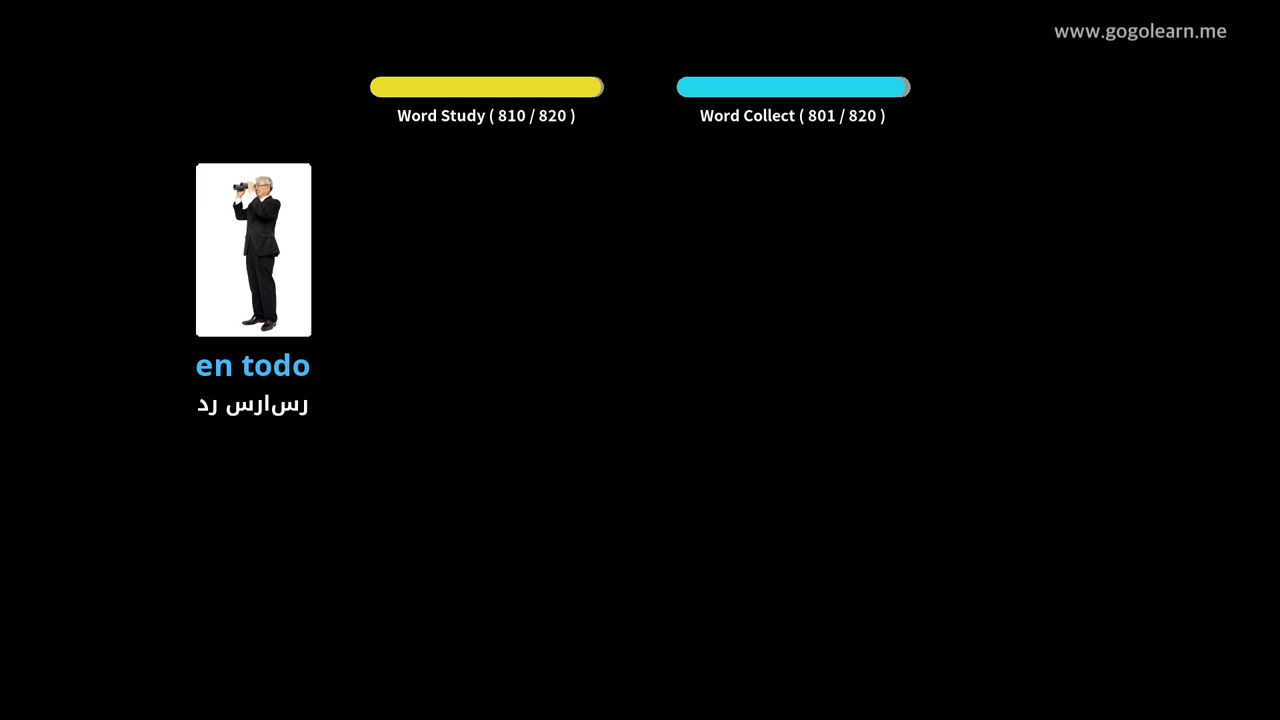 www.gogolearn.me
Word Study ( 810 / 820 )
Word Collect ( 801 / 820 )
en todo
رسارس رد